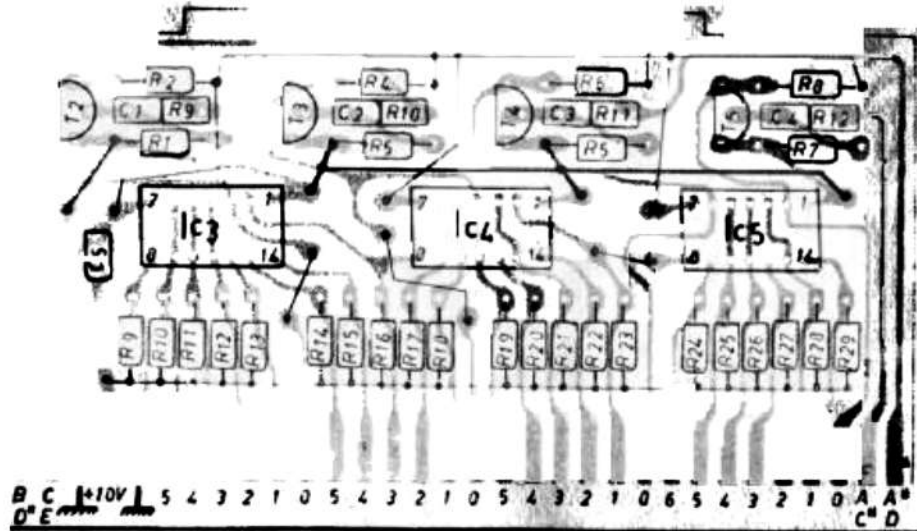 R2 R4 R6 R8
T2 C1 R9 T3 C2 R10 T4 C3 R11 T5 C4 R12
R1 R5 R5 R7
7 1 7 1 7 1
IC3 IC4 IC5
8 14 8 14 8 14
R9 R10 R11 R12 R13 R14 R15 R16 R17 R18 R19 R20 R21 R22 R23 R24 R25 R26 R27 R28 R29
B C +10V 5 4 3 2 1 0 5 4 3 2 1 0 5 4 3 2 1 0 6 5 4 3 2 1 0 A A"
D" E C" D